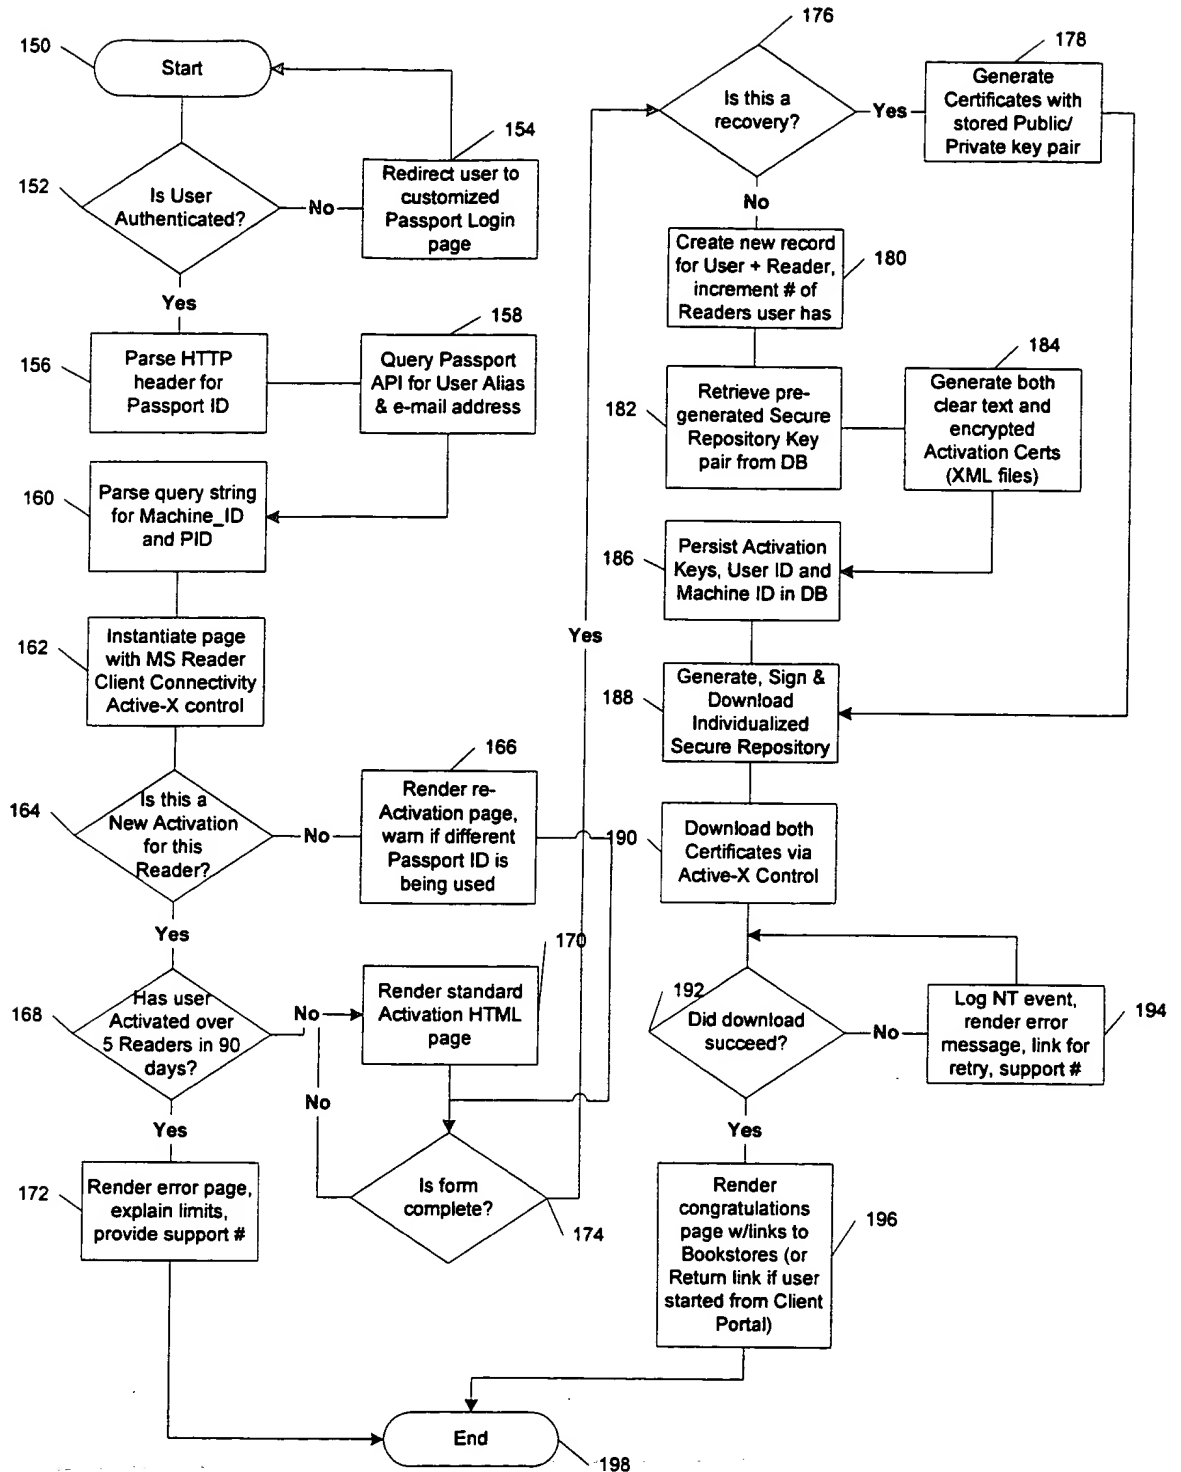 150
Start
154
152
Is User
Authenticated?
No
Redirect user to
customized
Passport Login
page
Yes
156
Parse HTTP
header for
Passport ID
158
Query Passport
API for User Alias
& e-mail address
160
Parse query string
for Machine_ID
and PID
162
Instantiate page
with MS Reader
Client Connectivity
Active-X control
164
Is this a
New Activation
for this
Reader?
No
166
Render re-
Activation page,
warn if different
Passport ID is
being used
Yes
168
Has user
Activated over
5 Readers in 90
days?
No
170
Render standard
Activation HTML
page
No
Yes
172
Render error page,
explain limits,
provide support #
Is form
complete?
174
Yes
176
Is this a
recovery?
Yes
178
Generate
Certificates with
stored Public/
Private key pair
No
180
Create new record
for User + Reader,
increment # of
Readers user has
182
Retrieve pre-
generated Secure
Repository Key
pair from DB
184
Generate both
clear text and
encrypted
Activation Certs
(XML files)
186
Persist Activation
Keys, User ID and
Machine ID in DB
188
Generate, Sign &
Download
Individualized
Secure Repository
190
Download both
Certificates via
Active-X Control
192
Did download
succeed?
No
194
Log NT event,
render error
message, link for
retry, support #
Yes
196
Render
congratulations
page w/links to
Bookstores (or
Return link if user
started from Client
Portal)
End
198